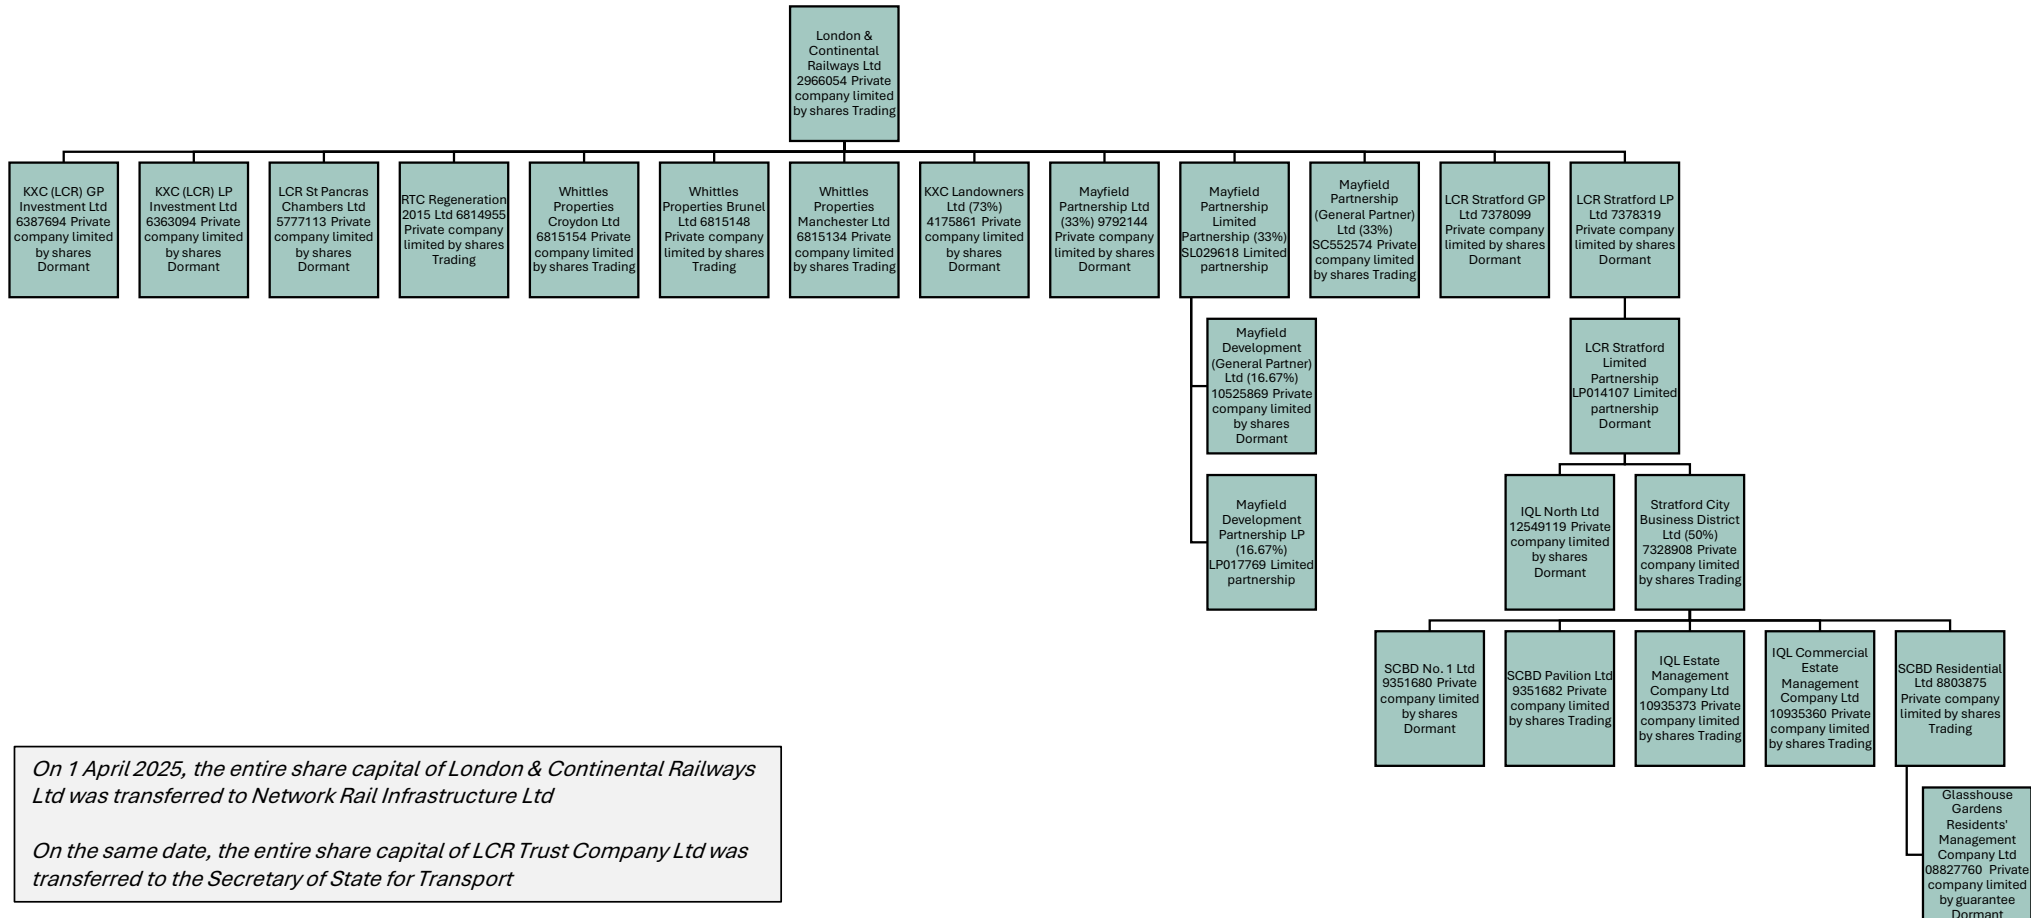 London &
Continental
Railways Ltd
2966054 Private
company limited
by shares Trading
KXC (LCR) GP
Investment Ltd
6387694 Private
company limited
by shares
Dormant
KXC (LCR) LP
Investment Ltd
6363094 Private
company limited
by shares
Dormant
LCR St Pancras
Chambers Ltd
5777113 Private
company limited
by shares
Dormant
RTC Regeneration
2015 Ltd 6814955
Private company
limited by shares
Trading
Whittles
Properties
Croydon Ltd
6815154 Private
company limited
by shares Trading
Whittles
Properties Brunel
Ltd 6815148
Private company
limited by shares
Trading
Whittles
Properties
Manchester Ltd
6815134 Private
company limited
by shares Trading
KXC Landowners
Ltd (73%)
4175861 Private
company limited
by shares
Dormant
Mayfield
Partnership Ltd
(33%) 9792144
Private company
limited by shares
Dormant
Mayfield
Partnership
Limited
Partnership (33%)
SL029618 Limited
partnership
Mayfield
Partnership
(General Partner)
Ltd (33%)
SC552574 Private
company limited
by shares Trading
LCR Stratford GP
Ltd 7378099
Private company
limited by shares
Dormant
LCR Stratford LP
Ltd 7378319
Private company
limited by shares
Dormant
Mayfield
Development
(General Partner)
Ltd (16.67%)
10525869 Private
company limited
by shares
Dormant
LCR Stratford
Limited
Partnership
LP014107 Limited
partnership
Dormant
Mayfield
Development
Partnership LP
(16.67%)
LP017769 Limited
partnership
IQL North Ltd
12549119 Private
company limited
by shares
Dormant
Stratford City
Business District
Ltd (50%)
7328908 Private
company limited
by shares Trading
SCBD No. 1 Ltd
9351680 Private
company limited
by shares
Dormant
SCBD Pavilion Ltd
9351682 Private
company limited
by shares Trading
IQL Estate
Management
Company Ltd
10935373 Private
company limited
by shares Trading
IQL Commercial
Estate
Management
Company Ltd
10935360 Private
company limited
by shares Trading
SCBD Residential
Ltd 8803875
Private company
limited by shares
Trading
Glasshouse
Gardens
Residents'
Management
Company Ltd
08827760 Private
company limited
by guarantee
Dormant
On 1 April 2025, the entire share capital of London & Continental Railways
Ltd was transferred to Network Rail Infrastructure Ltd
On the same date, the entire share capital of LCR Trust Company Ltd was
transferred to the Secretary of State for Transport